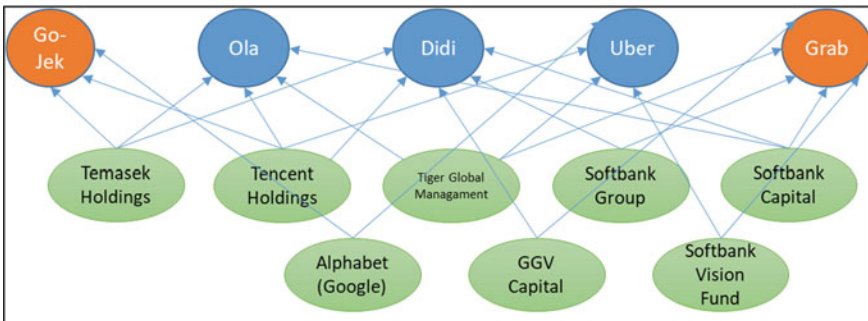 Go-
Jek
Ola
Didi
Uber
Grab
Temasek
Holdings
Tencent
Holdings
Tiger Global
Managament
Softbank
Group
Softbank
Capital
Alphabet
(Google)
GGV
Capital
Softbank
Vision
Fund